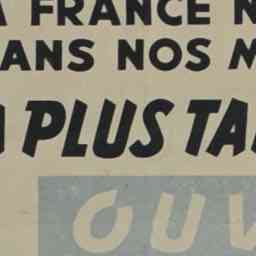 A FRANCE N
ANS NOS M
A PLUS TA
OUV